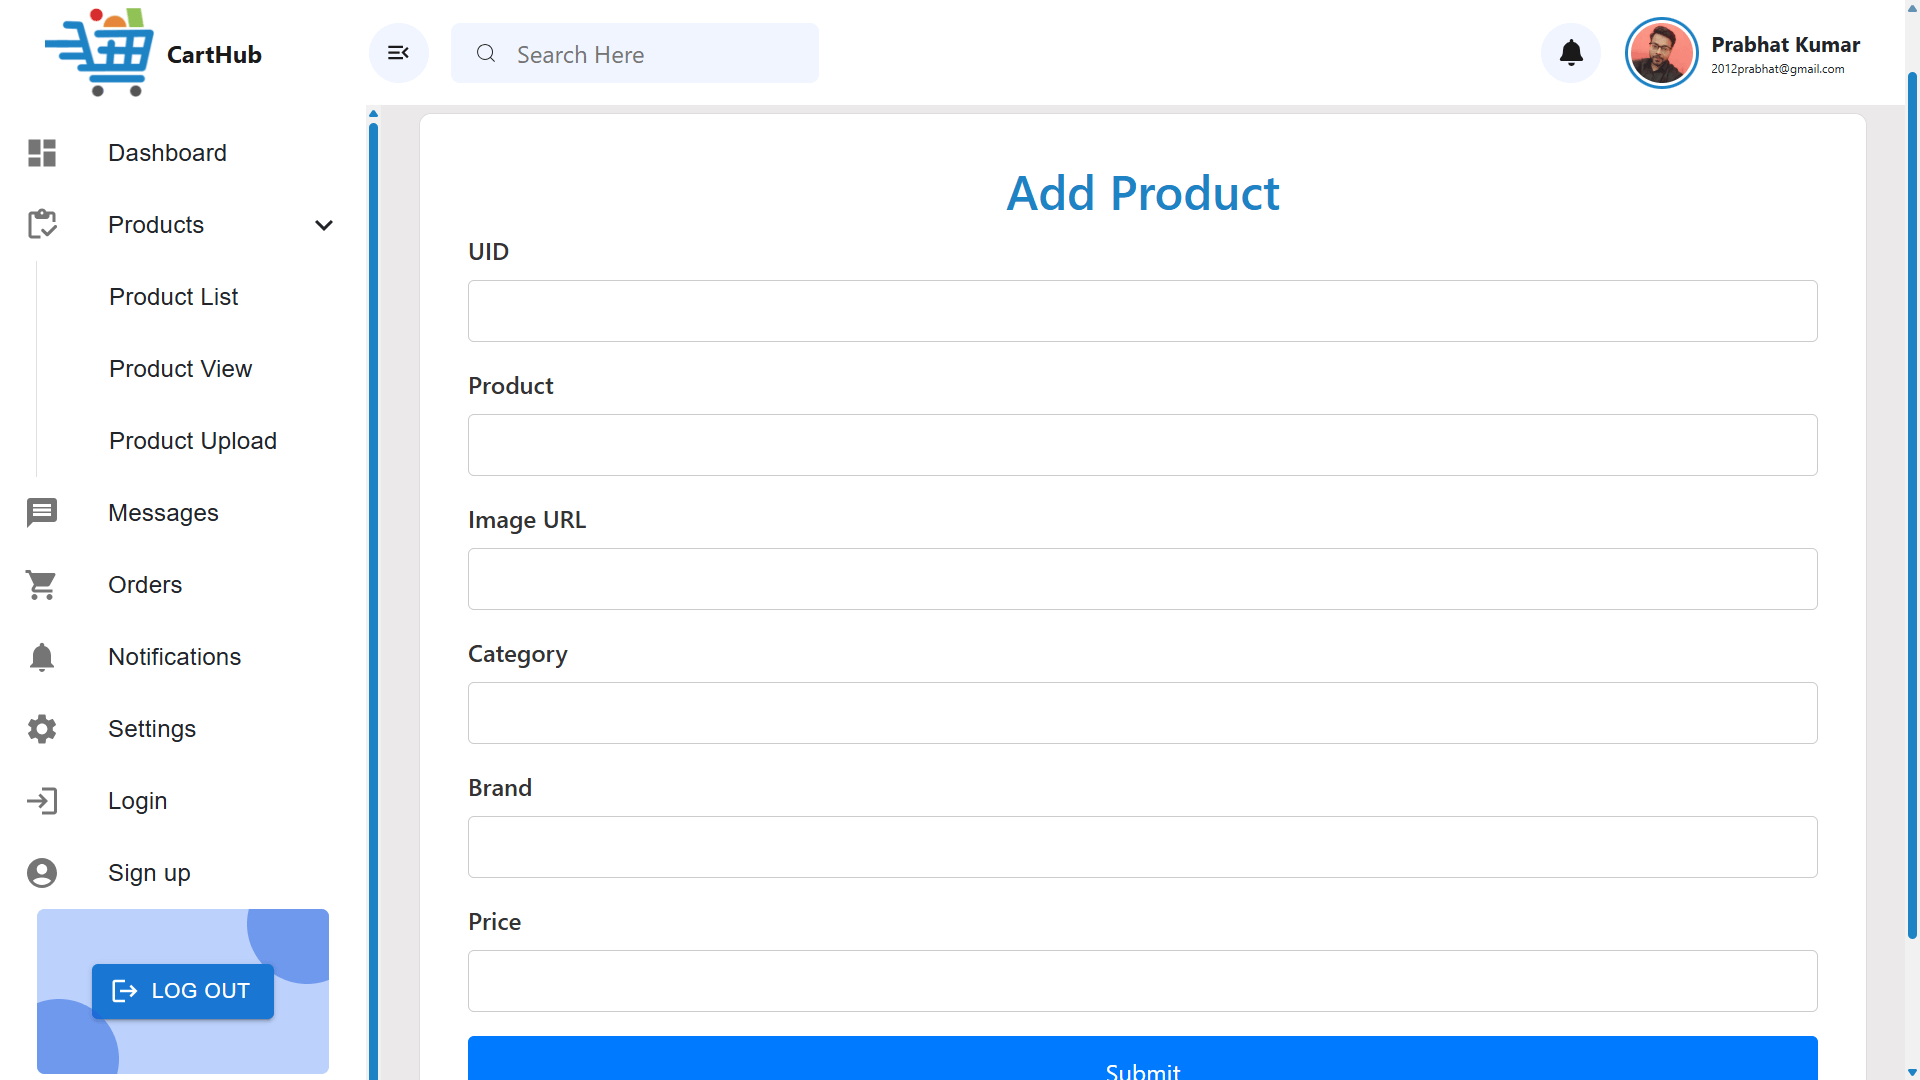 CartHub
Search Here
Prabhat Kumar
2012prabhat@gmail.com
Dashboard
Products
Product List
Product View
Product Upload
Messages
Orders
Notifications
Settings
Login
Sign up
LOG OUT
Add Product
UID
Product
Image URL
Category
Brand
Price
Submit